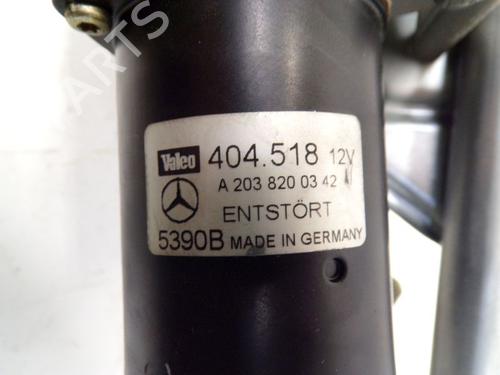 Valeo 404.518 12V
A 203 820 03 42
ENTSTÖRT
5390B MADE IN GERMANY